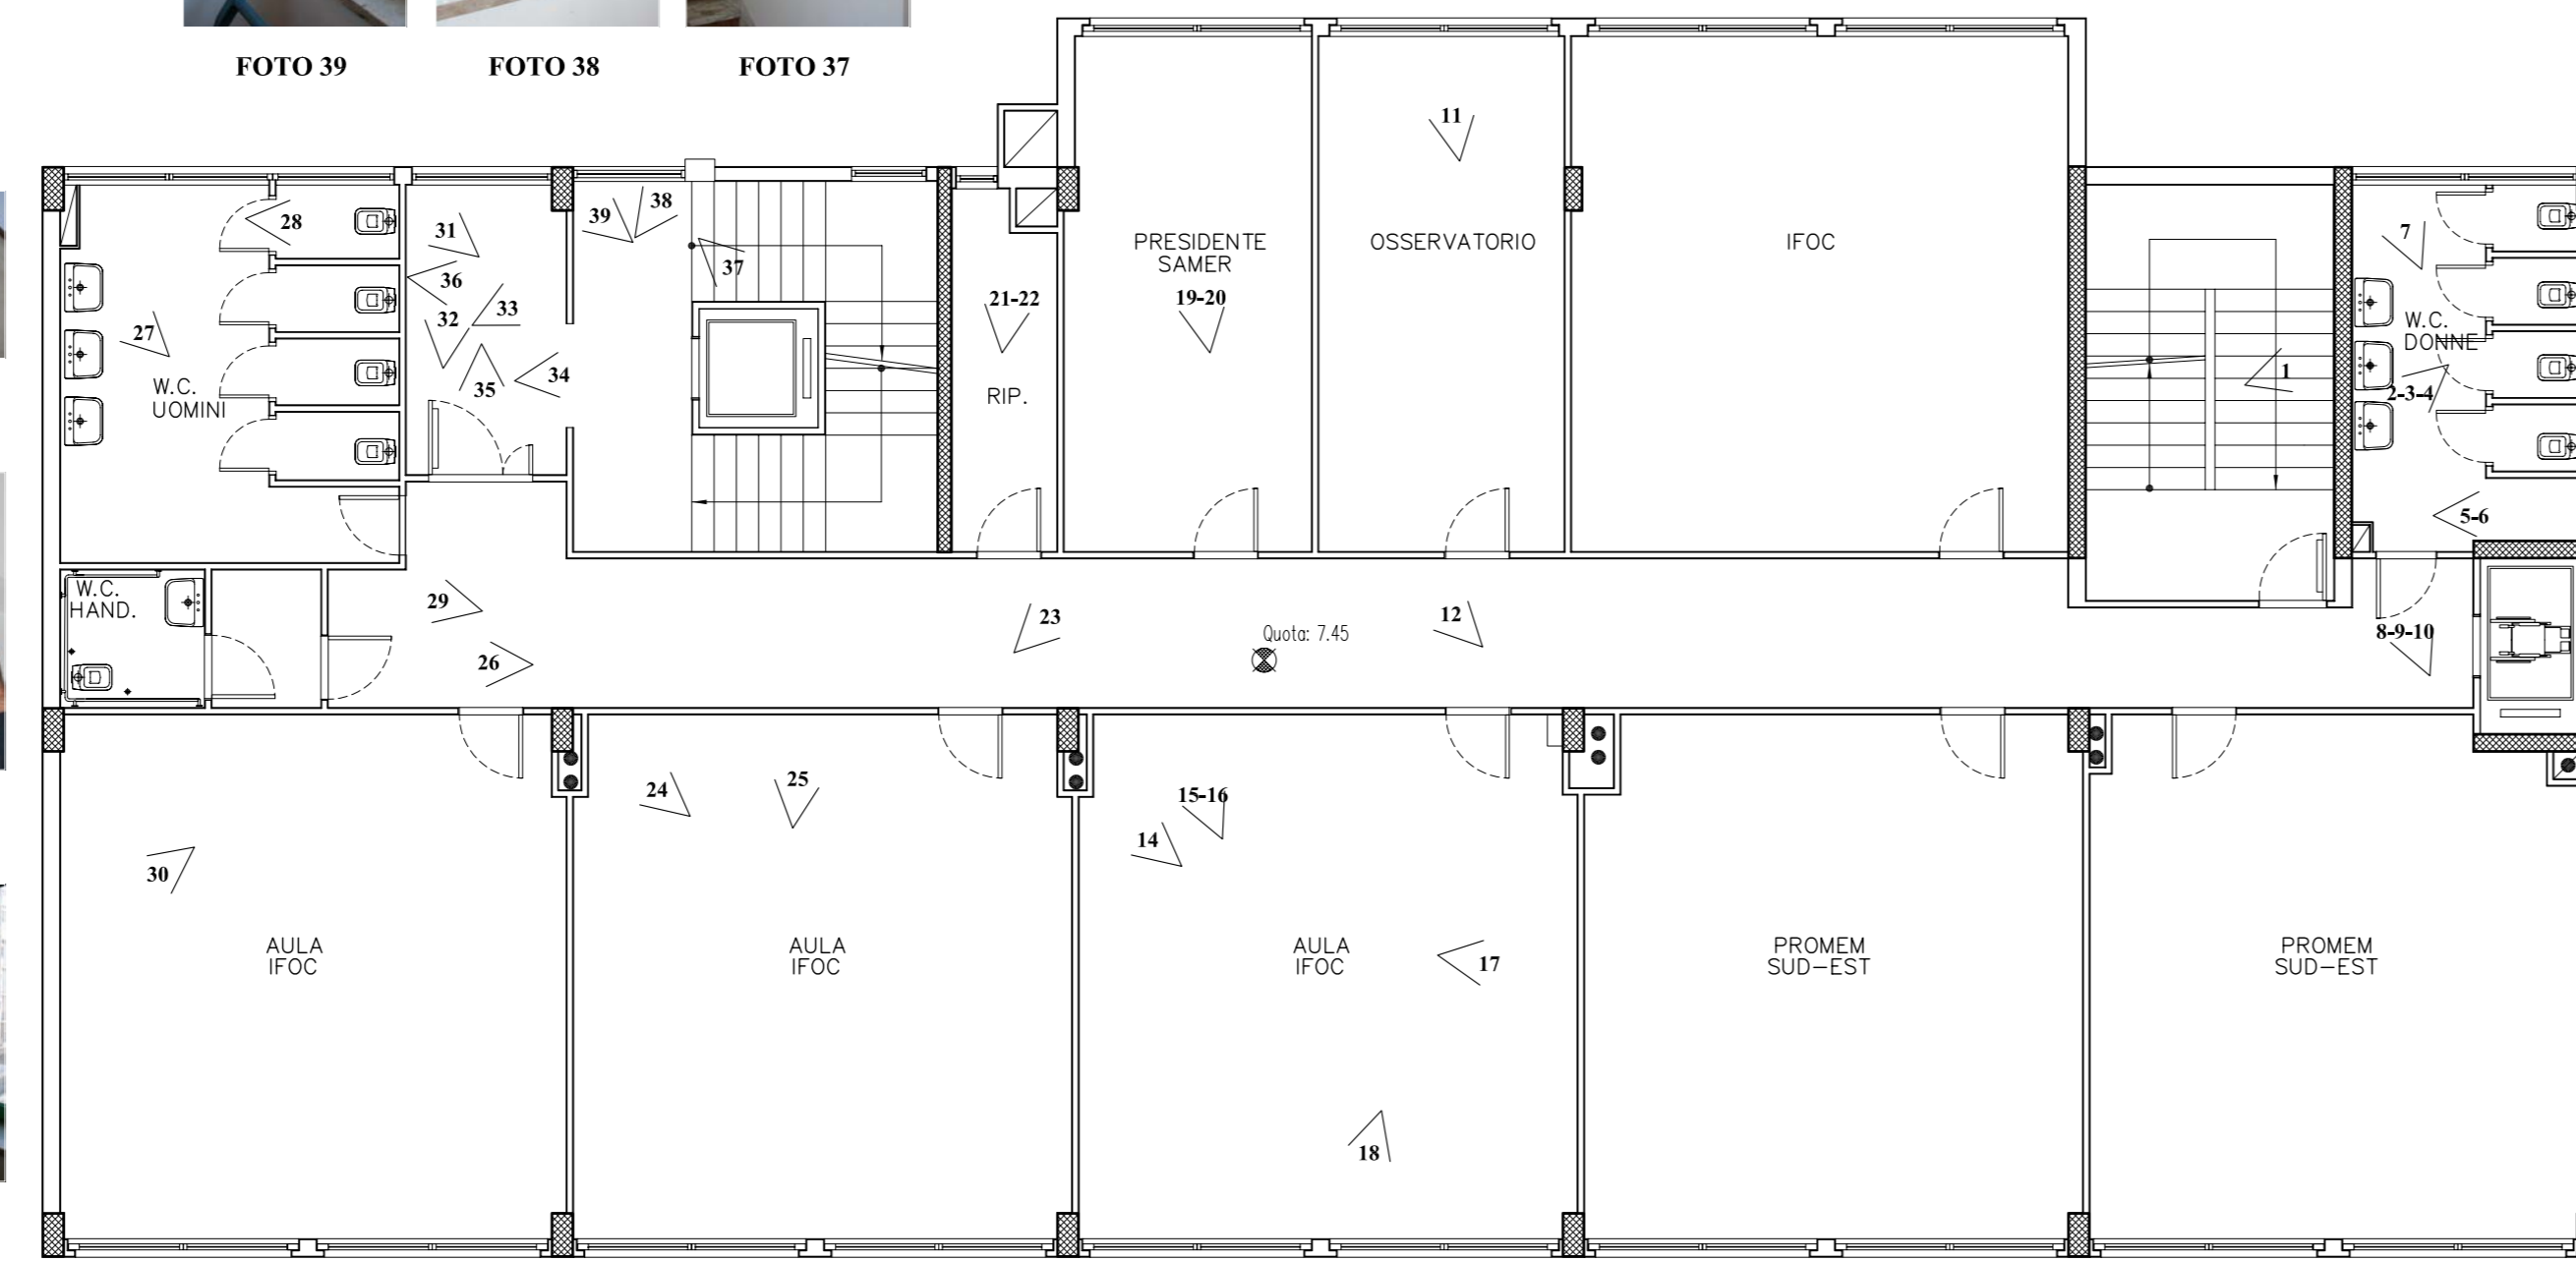 FOTO 39
FOTO 38
FOTO 37
11
28
31
39
38
7
36
37
PRESIDENTE
SAMER
OSSERVATORIO
IFOC
21-22
19-20
27
32
33
W.C.
DONNE
34
35
1
2-3-4
W.C.
UOMINI
RIP.
5-6
W.C.
HAND.
29
23
12
Quota: 7.45
8-9-10
26
24
25
15-16
14
30
AULA
IFOC
AULA
IFOC
AULA
IFOC
17
PROMEM
SUD-EST
PROMEM
SUD-EST
18